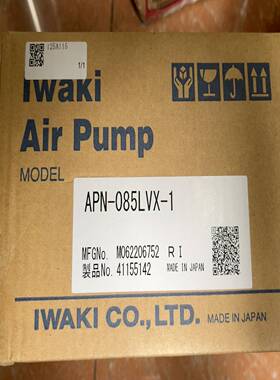 125A116
1/1
Iwaki
Air Pump
MODEL
APN-085LVX-1
MFGNo. M062206752 R I
製品No. 41155142 MADE IN JAPAN
IWAKI CO.,LTD. MADE IN JAPAN